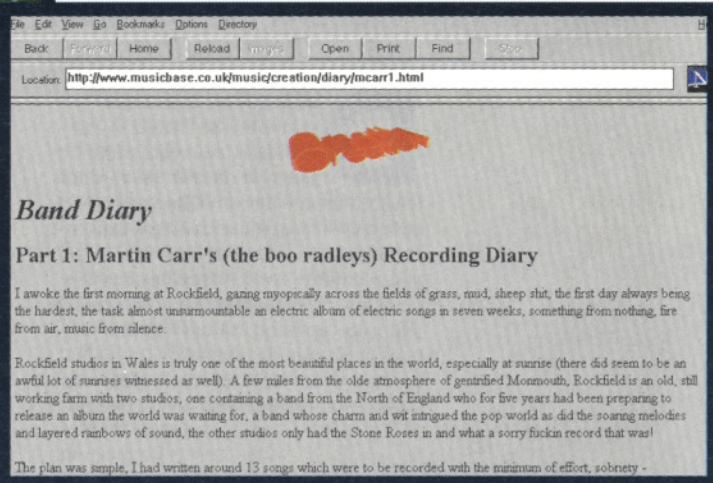 File Edit View Go Bookmarks Options Directory
Back Forward Home Reload Images Open Print Find Stop
Location: http://www.musicbase.co.uk/music/creation/diary/mcarr1.html
N
Band Diary
Part 1: Martin Carr's (the boo radleys) Recording Diary
I awoke the first morning at Rockfield, gazing myopically across the fields of grass, mud, sheep shit, the first day always being
the hardest, the task almost unsurmountable an electric album of electric songs in seven weeks, something from nothing, fire
from air, music from silence.
Rockfield studios in Wales is truly one of the most beautiful places in the world, especially at sunrise (there did seem to be an
awful lot of sunrises witnessed as well). A few miles from the olde atmosphere of gentrified Monmouth, Rockfield is an old, still
working farm with two studios, one containing a band from the North of England who for five years had been preparing to
release an album the world was waiting for, a band whose charm and wit intrigued the pop world as did the soaring melodies
and layered rainbows of sound, the other studios only had the Stone Roses in and what a sorry fuckin record that was!
The plan was simple, I had written around 13 songs which were to be recorded with the minimum of effort, sobriety -